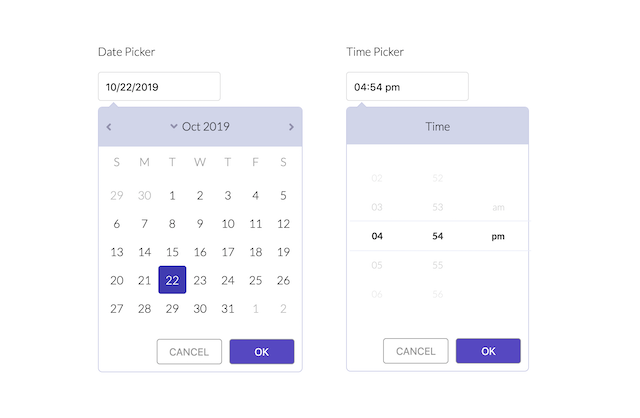 Date Picker
10/22/2019
Oct 2019
S M T W T F S
29 30 1 2 3 4 5
6 7 8 9 10 11 12
13 14 15 16 17 18 19
20 21 22 23 24 25 26
27 28 29 30 31 1 2
CANCEL OK
Time Picker
04:54 pm
Time
02 52
03 53 am
04 54 pm
05 55
06 56
CANCEL OK